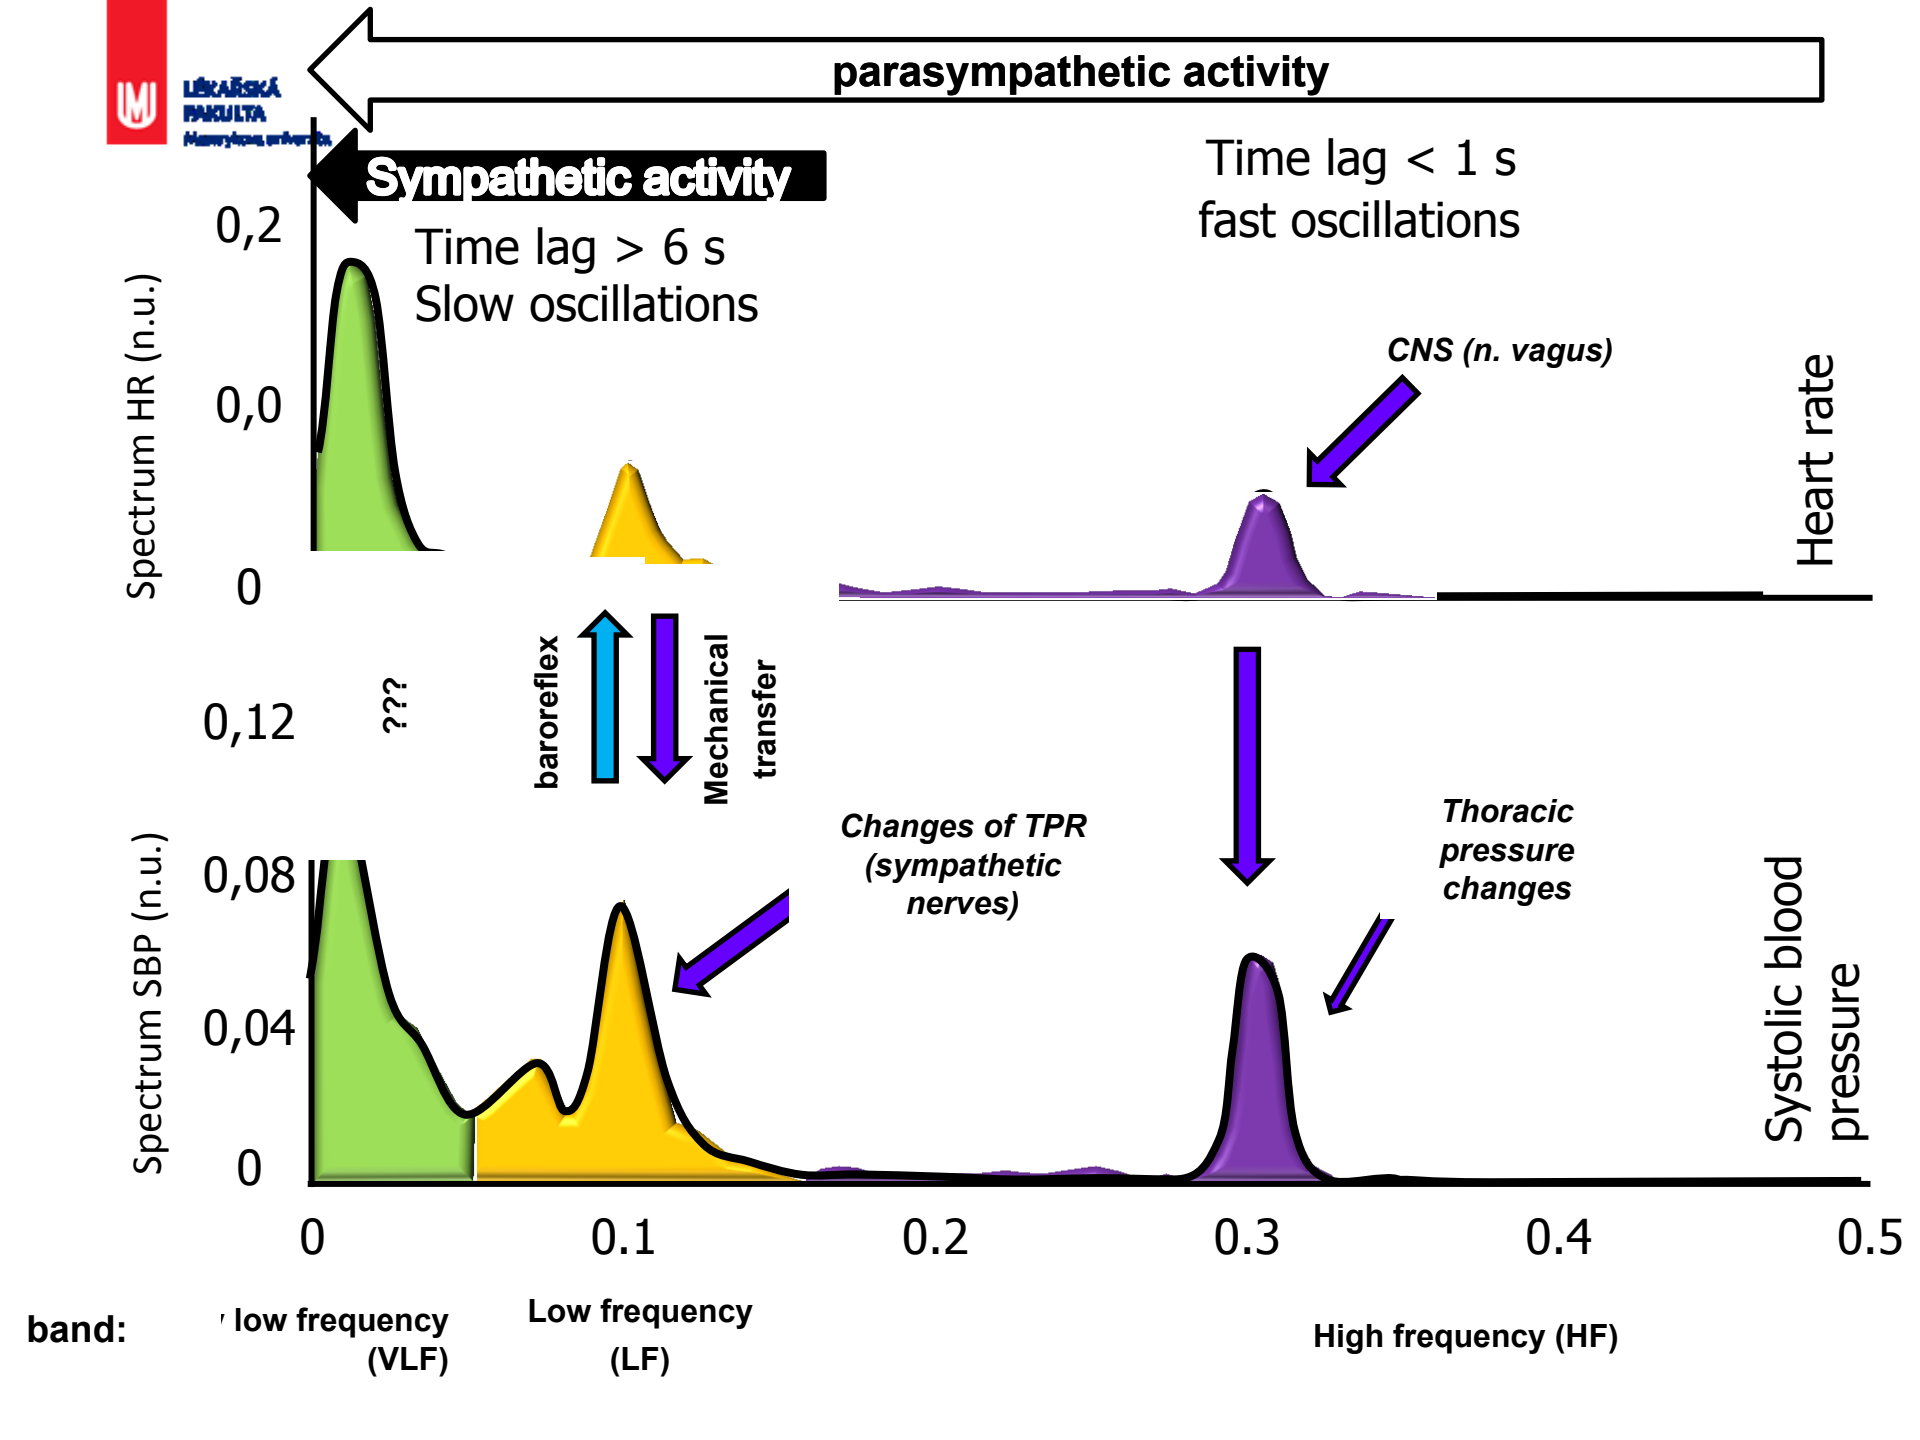 parasympathetic activity
LÉKAŘSKÁ
FAKULTA
Sympathetic activity
Time lag < 1 s
fast oscillations
Time lag > 6 s
Slow oscillations
Spectrum HR (n.u.)
0,2
0,0
0
CNS (n. vagus)
Heart rate
???
baroreflex
Mechanical
transfer
Changes of TPR
(sympathetic
nerves)
Thoracic
pressure
changes
Spectrum SBP (n.u.)
0,12
0,08
0,04
0
Systolic blood
pressure
0 0.1 0.2 0.3 0.4 0.5
band:
low frequency
(VLF)
Low frequency
(LF)
High frequency (HF)